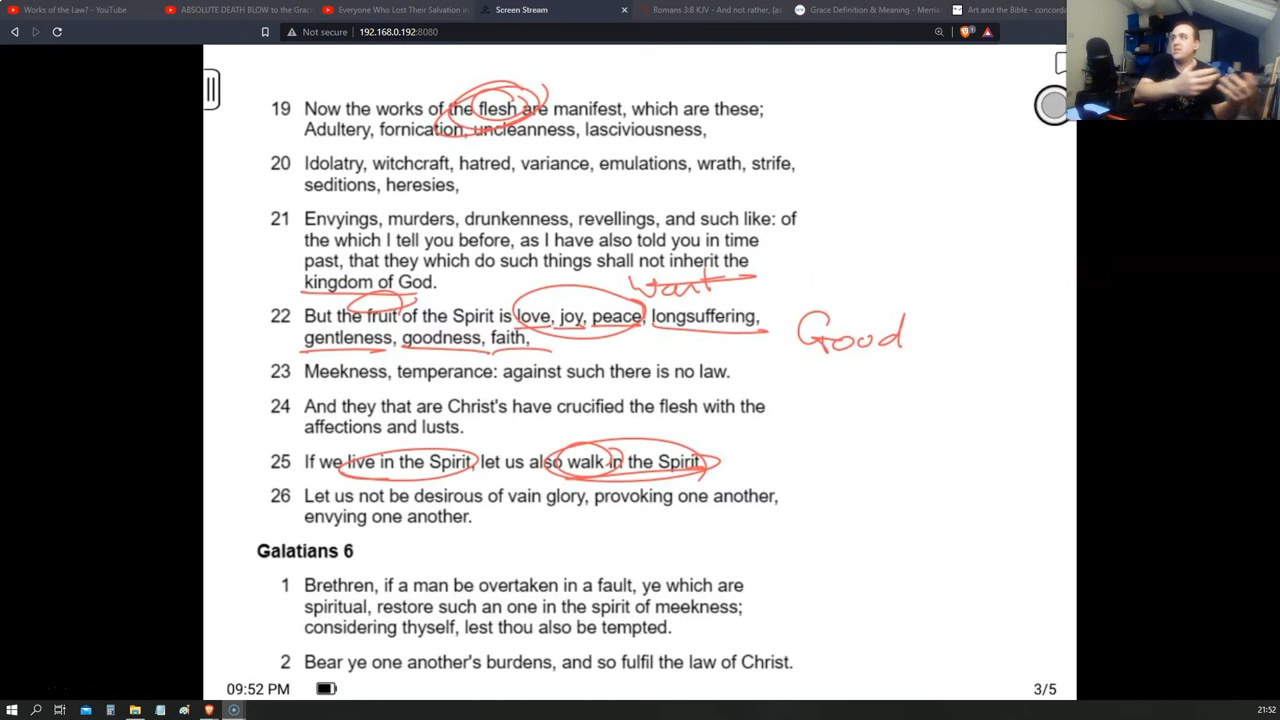 Works of the Law? - YouTube
ABSOLUTE DEATH BLOW to the Grace
Everyone Who Lost Their Salvation in
Screen Stream
Romans 3:8 KJV - And not rather, (as
Grace Definition & Meaning - Merria
Art and the Bible - concorda
Not secure
192.168.0.192:8080
19 Now the works of the flesh are manifest, which are these;
Adultery, fornication, uncleanness, lasciviousness,
20 Idolatry, witchcraft, hatred, variance, emulations, wrath, strife,
seditions, heresies,
21 Envyings, murders, drunkenness, revellings, and such like: of
the which I tell you before, as I have also told you in time
past, that they which do such things shall not inherit the
kingdom of God.
Want
22 But the fruit of the Spirit is love, joy, peace, longsuffering,
gentleness, goodness, faith,
Good
23 Meekness, temperance: against such there is no law.
24 And they that are Christ's have crucified the flesh with the
affections and lusts.
25 If we live in the Spirit, let us also walk in the Spirit.
26 Let us not be desirous of vain glory, provoking one another,
envying one another.
Galatians 6
1 Brethren, if a man be overtaken in a fault, ye which are
spiritual, restore such an one in the spirit of meekness;
considering thyself, lest thou also be tempted.
2 Bear ye one another's burdens, and so fulfil the law of Christ.
09:52 PM
3/5
21:52